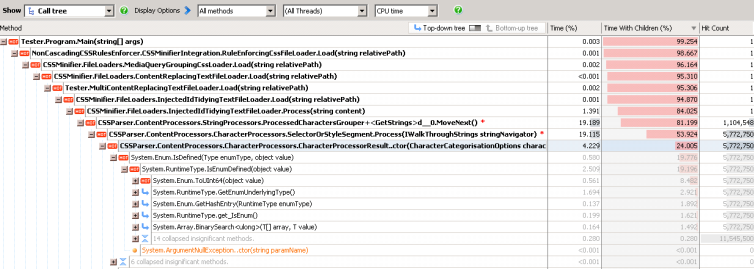 Show Call tree Display Options All methods (All Threads) CPU time
Method Top-down tree Bottom-up tree Time (%) Time With Children (%) Hit Count
Tester.Program.Main(string[] args) 0.003 99.254 1
NonCascadingCSSRulesEnforcer.CSSMinifierIntegration.RuleEnforcingCssFileLoader.Load(string relativePath) 0.001 98.667 1
CSSMinifier.FileLoaders.MediaQueryGroupingCssLoader.Load(string relativePath) 0.002 96.164 1
CSSMinifier.FileLoaders.ContentReplacingTextFileLoader.Load(string relativePath) <0.001 95.310 1
Tester.MultiContentReplacingTextFileLoader.Load(string relativePath) 0.002 95.306 1
CSSMinifier.FileLoaders.InjectedIdTidyingTextFileLoader.Load(string relativePath) 0.001 94.870 1
CSSMinifier.FileLoaders.InjectedIdTidyingTextFileLoader.Process(string content) 1.391 84.025 1
CSSParser.ContentProcessors.StringProcessors.ProcessedCharactersGrouper+<GetStrings>d__0.MoveNext() * 19.189 81.199 1,104,548
CSSParser.ContentProcessors.CharacterProcessors.SelectorOrStyleSegment.Process(IWalkThroughStrings stringNavigator) * 19.115 53.924 5,772,750
CSSParser.ContentProcessors.CharacterProcessors.CharacterProcessorResult..ctor(CharacterCategorisationOptions charac 4.229 24.005 5,772,750
System.Enum.IsDefined(Type enumType, object value) 0.580 19.776 5,772,750
System.RuntimeType.IsEnumDefined(object value) 2.509 19.196 5,772,750
System.Enum.ToUInt64(object value) 0.561 8.482 5,772,750
System.RuntimeType.GetEnumUnderlyingType() 1.694 2.921 5,772,750
System.Enum.GetHashEntry(RuntimeType enumType) 0.137 1.892 5,772,750
System.RuntimeType.get_IsEnum() 0.199 1.621 5,772,750
System.Array.BinarySearch<ulong>(T[] array, T value) 0.164 1.492 5,772,750
14 collapsed insignificant methods. 0.280 0.280 11,545,500
System.ArgumentNullException..ctor(string paramName) <0.001 <0.001
6 collapsed insignificant methods. <0.001 <0.001